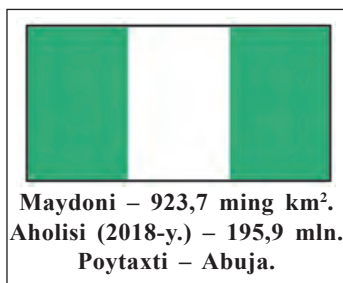 Maydoni – 923,7 ming km².
Aholisi (2018-y.) – 195,9 mln.
Poytaxti – Abuja.